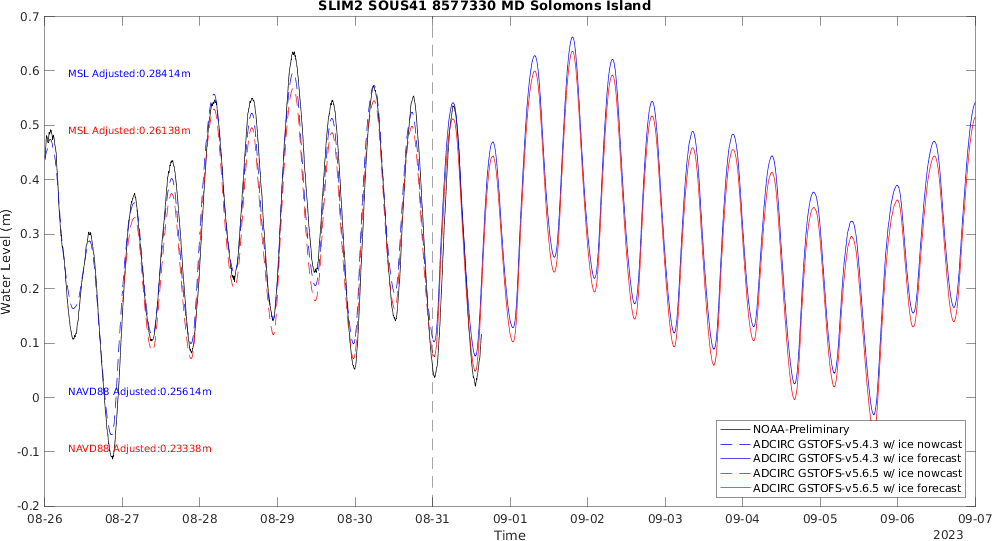 SLIM2 SOUS41 8577330 MD Solomons Island
Water Level (m)
0.7
0.6
0.5
0.4
0.3
0.2
0.1
0
-0.1
-0.2
MSL Adjusted:0.28414m
MSL Adjusted:0.26138m
NAVD88 Adjusted:0.25614m
NAVD88 Adjusted:0.23338m
NOAA-Preliminary
ADCIRC GSTOFS-v5.4.3 w/ ice nowcast
ADCIRC GSTOFS-v5.4.3 w/ ice forecast
ADCIRC GSTOFS-v5.6.5 w/ ice nowcast
ADCIRC GSTOFS-v5.6.5 w/ ice forecast
08-26 08-27 08-28 08-29 08-30 08-31 09-01 09-02 09-03 09-04 09-05 09-06 09-07
Time
2023